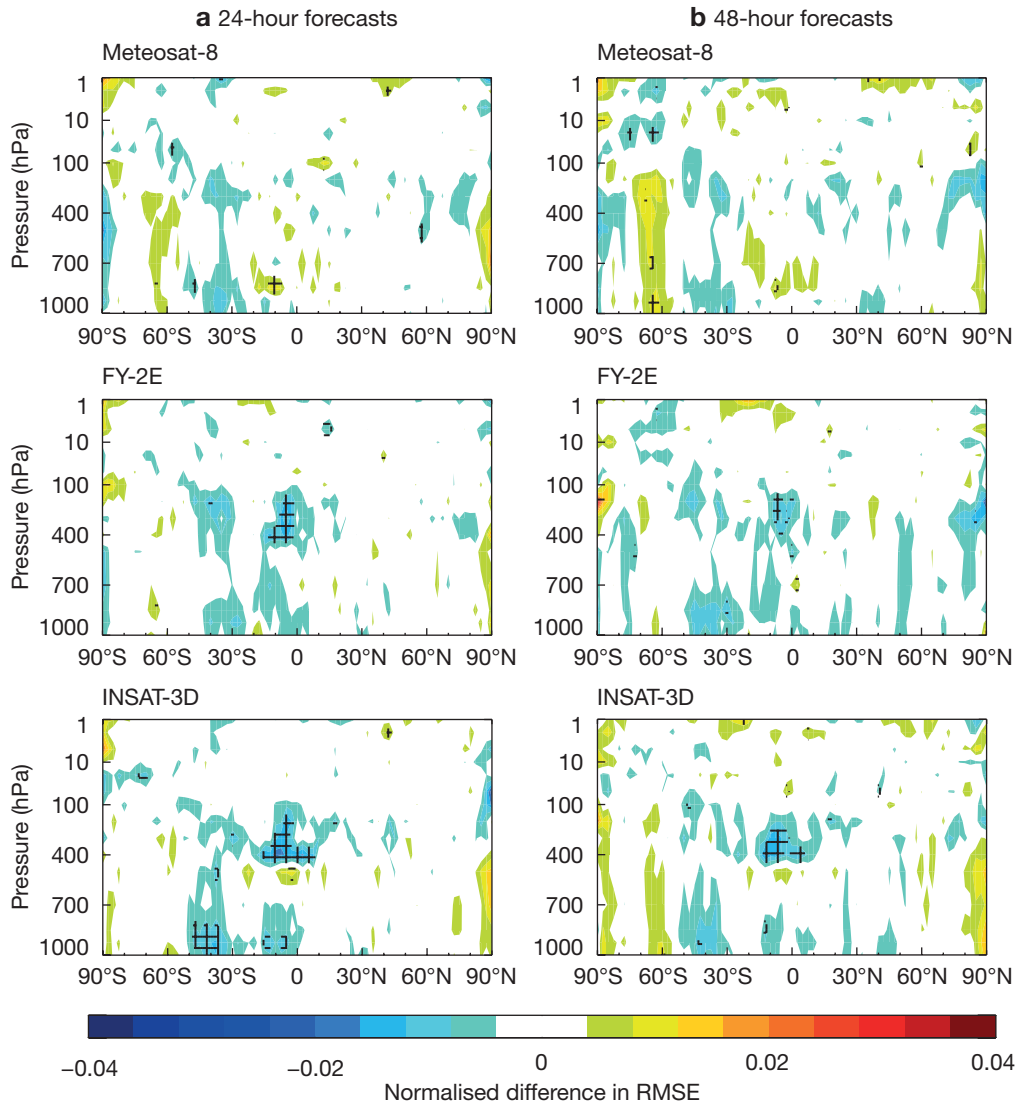 a 24-hour forecasts
b 48-hour forecasts
Meteosat-8
Meteosat-8
Pressure (hPa)
1
10
100
400
700
1000
90°S 60°S 30°S 0 30°N 60°N 90°N
Pressure (hPa)
1
10
100
400
700
1000
90°S 60°S 30°S 0 30°N 60°N 90°N
FY-2E
FY-2E
Pressure (hPa)
1
10
100
400
700
1000
90°S 60°S 30°S 0 30°N 60°N 90°N
Pressure (hPa)
1
10
100
400
700
1000
90°S 60°S 30°S 0 30°N 60°N 90°N
INSAT-3D
INSAT-3D
Pressure (hPa)
1
10
100
400
700
1000
90°S 60°S 30°S 0 30°N 60°N 90°N
Pressure (hPa)
1
10
100
400
700
1000
90°S 60°S 30°S 0 30°N 60°N 90°N
−0.04 −0.02 0 0.02 0.04
Normalised difference in RMSE